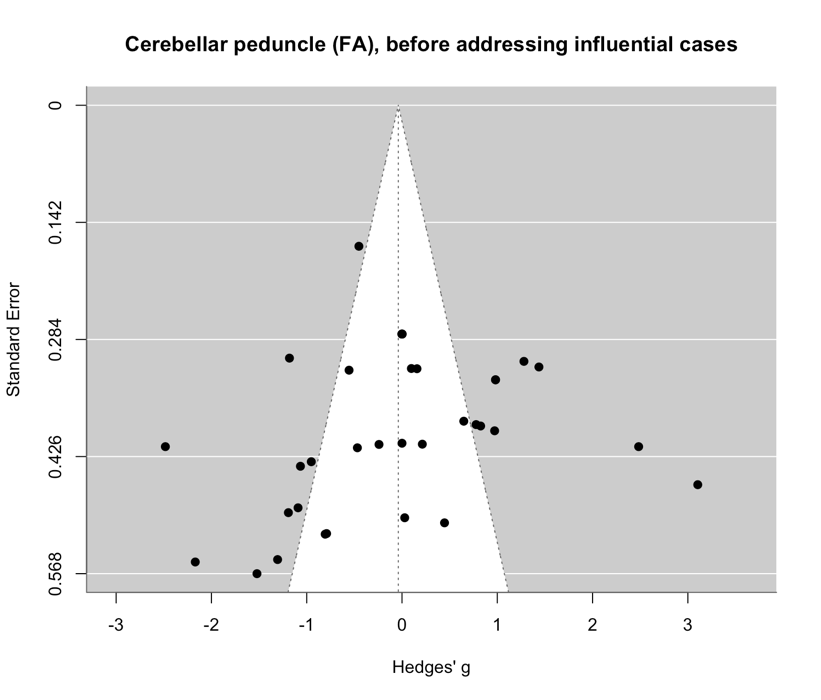 Cerebellar peduncle (FA), before addressing influential cases
Standard Error
0
0.142
0.284
0.426
0.568
-3 -2 -1 0 1 2 3
Hedges' g